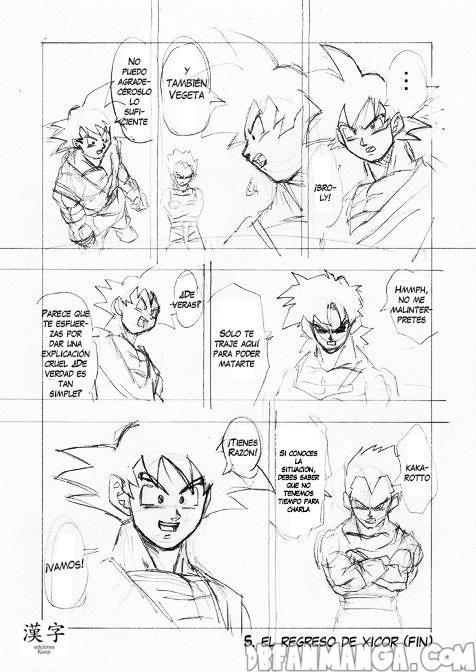 ...
¡BRO-
LY!
Y
TAMBIÉN
VEGETA
NO
PUEDO
AGRADE-
CÉROSLO
LO
SUFI-
CIENTE
HMMPH,
NO ME
MALINTER-
PRETES
SÓLO TE
TRAJE AQUÍ
PARA PODER
MATARTE
¿DE
VERAS?
PARECE QUE
TE ESFUER-
ZAS POR
DAR UNA
EXPLICACIÓN
CRUEL ¿DE
VERDAD ES
TAN
SIMPLE?
KAKA-
ROTTO
SI CONOCES
LA
SITUACIÓN,
DEBES SABER
QUE NO
TENEMOS
TIEMPO PARA
CHARLA
¡TIENES
RAZÓN!
¡VAMOS!
漢字
ediciones
Kanji
5. EL REGRESO DE XICOR (FIN)
DBFANMANGA.COM